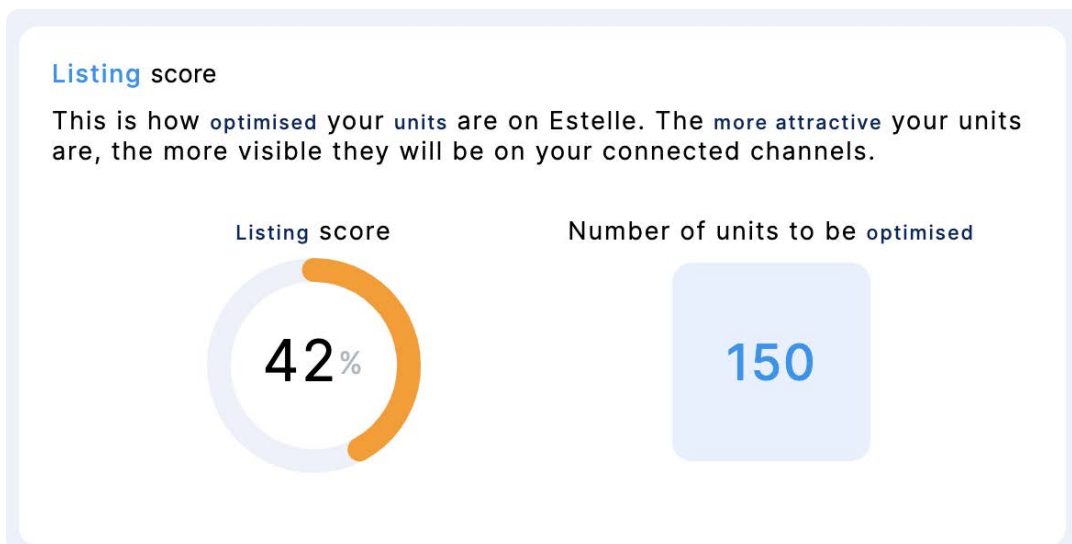 Listing score
This is how optimised your units are on Estelle. The more attractive your units
are, the more visible they will be on your connected channels.
Listing score
Number of units to be optimised
42%
150